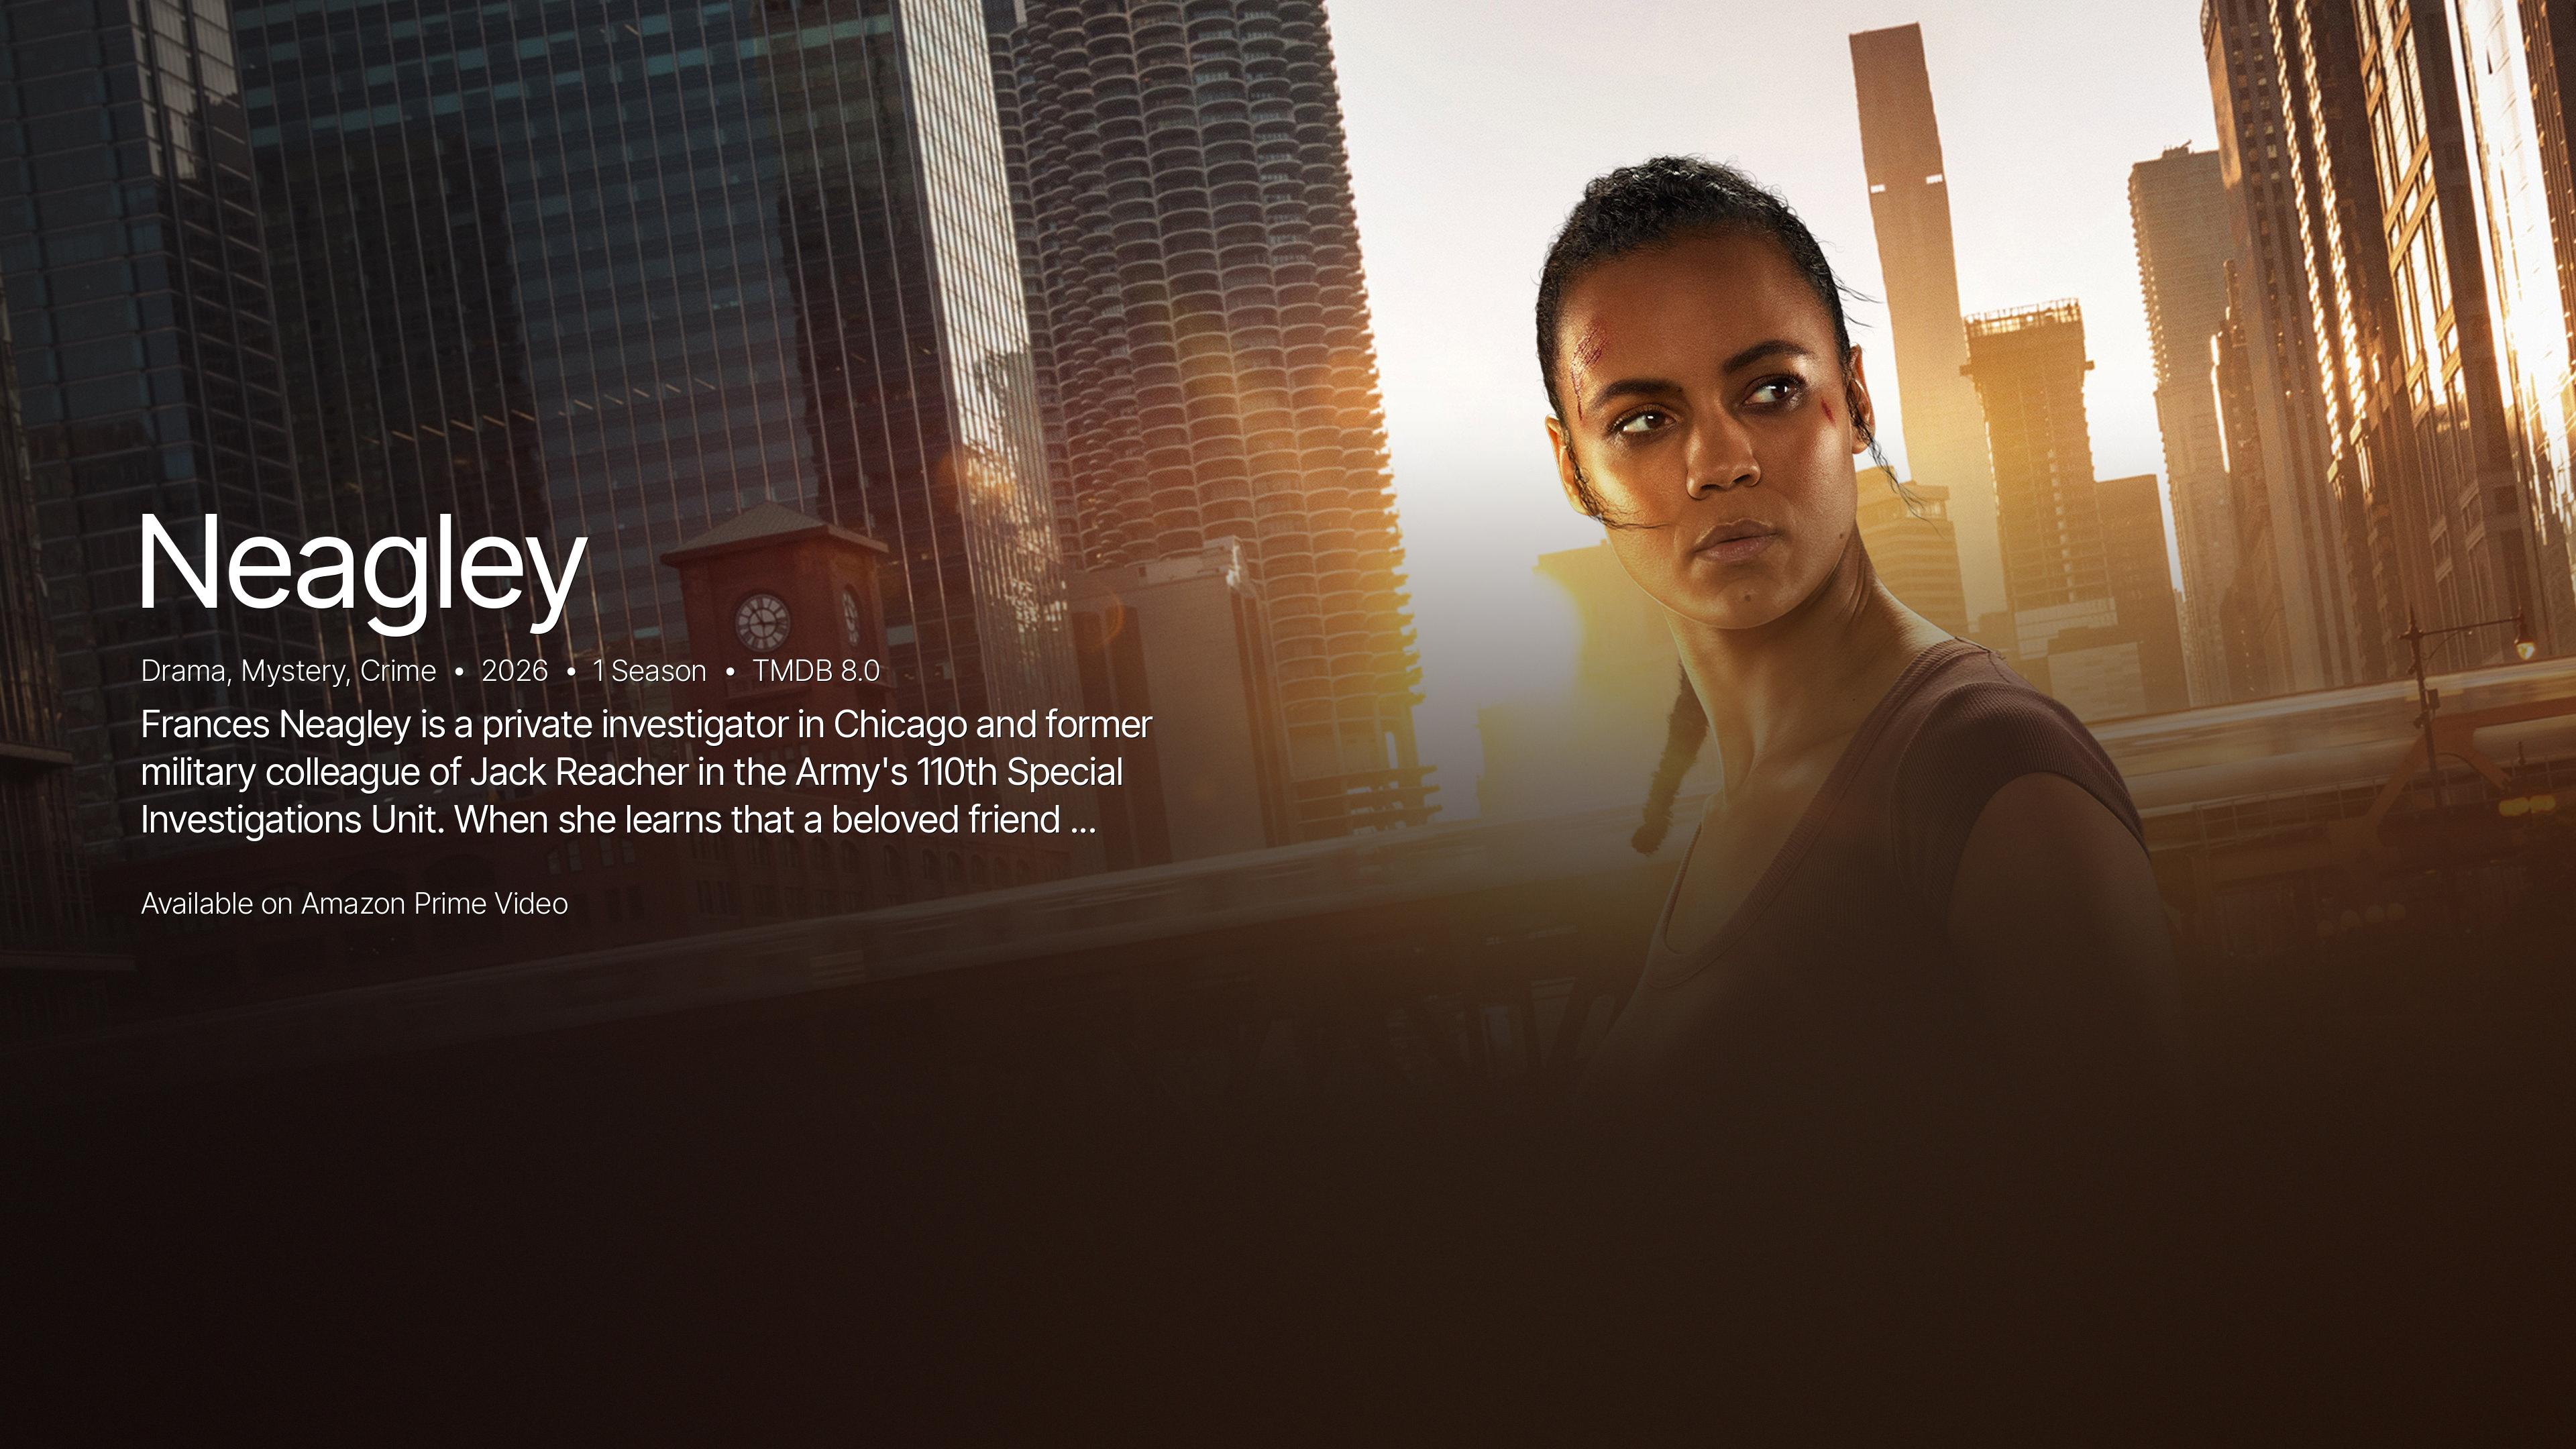 Neagley
Drama, Mystery, Crime • 2026 • 1 Season • TMDB 8.0
Frances Neagley is a private investigator in Chicago and former
military colleague of Jack Reacher in the Army's 110th Special
Investigations Unit. When she learns that a beloved friend ...
Available on Amazon Prime Video